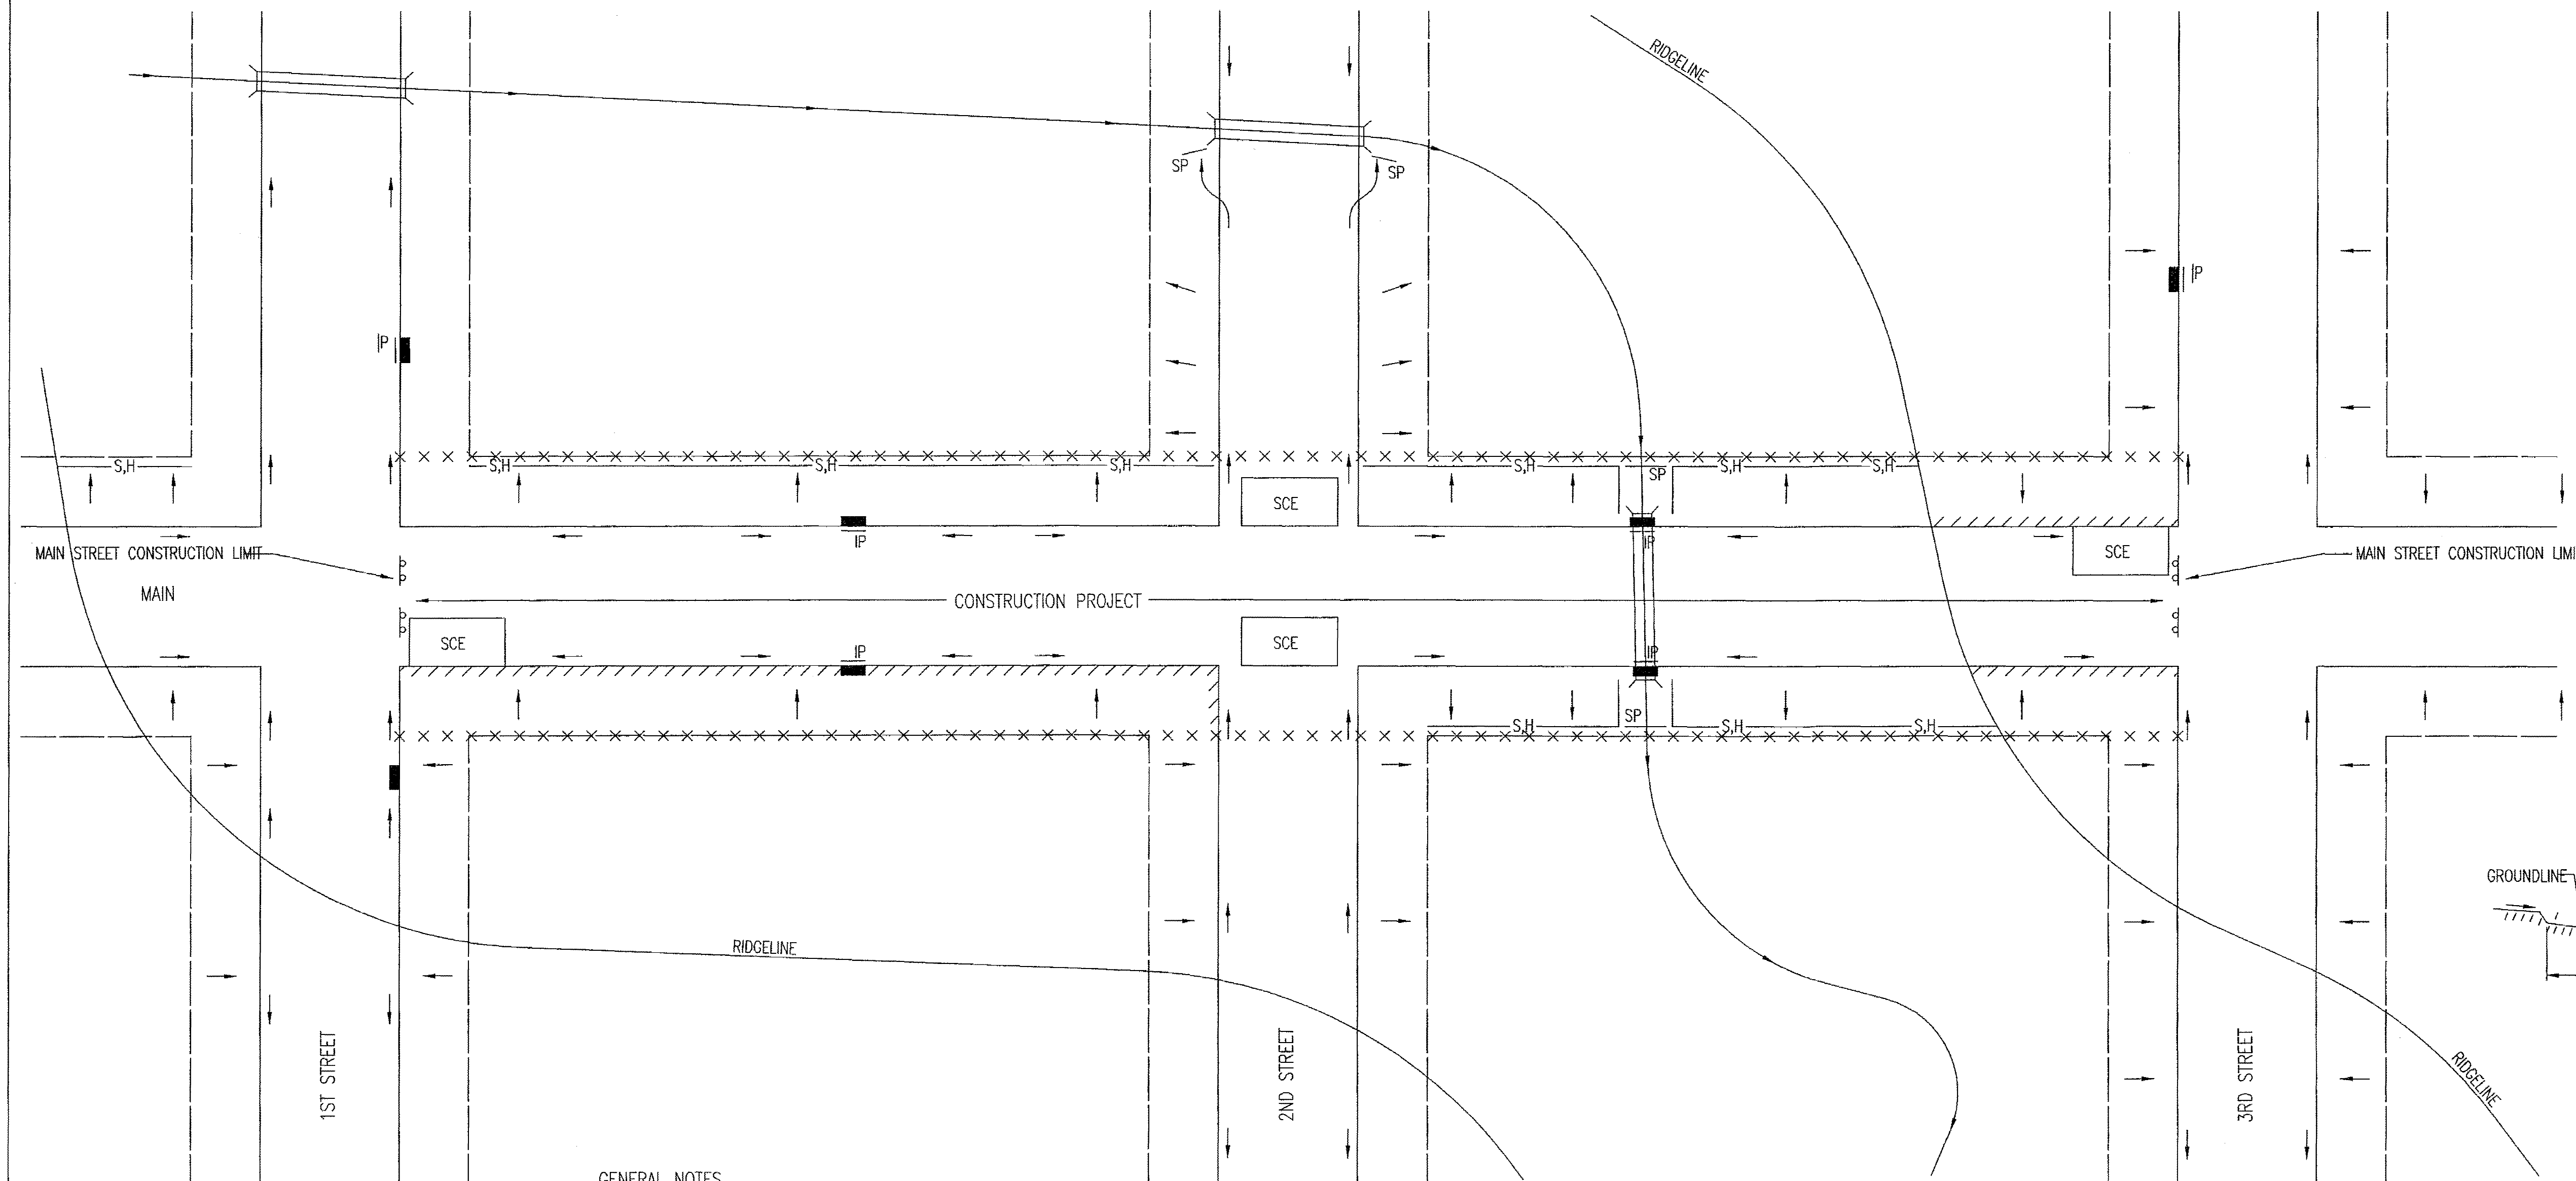 RIDGELINE
SP
SP
IP
IP
S,H
S,H
S,H
S,H
S,H
SP
S,H
S,H
SCE
MAIN STREET CONSTRUCTION LIMIT
IP
IP
SCE
MAIN STREET CONSTRUCTION LIMI
MAIN
CONSTRUCTION PROJECT
SCE
SCE
IP
IP
S,H
SP
S,H
S,H
GROUNDLINE
RIDGELINE
1ST STREET
2ND STREET
3RD STREET
RIDGELINE
GENERAL NOTES